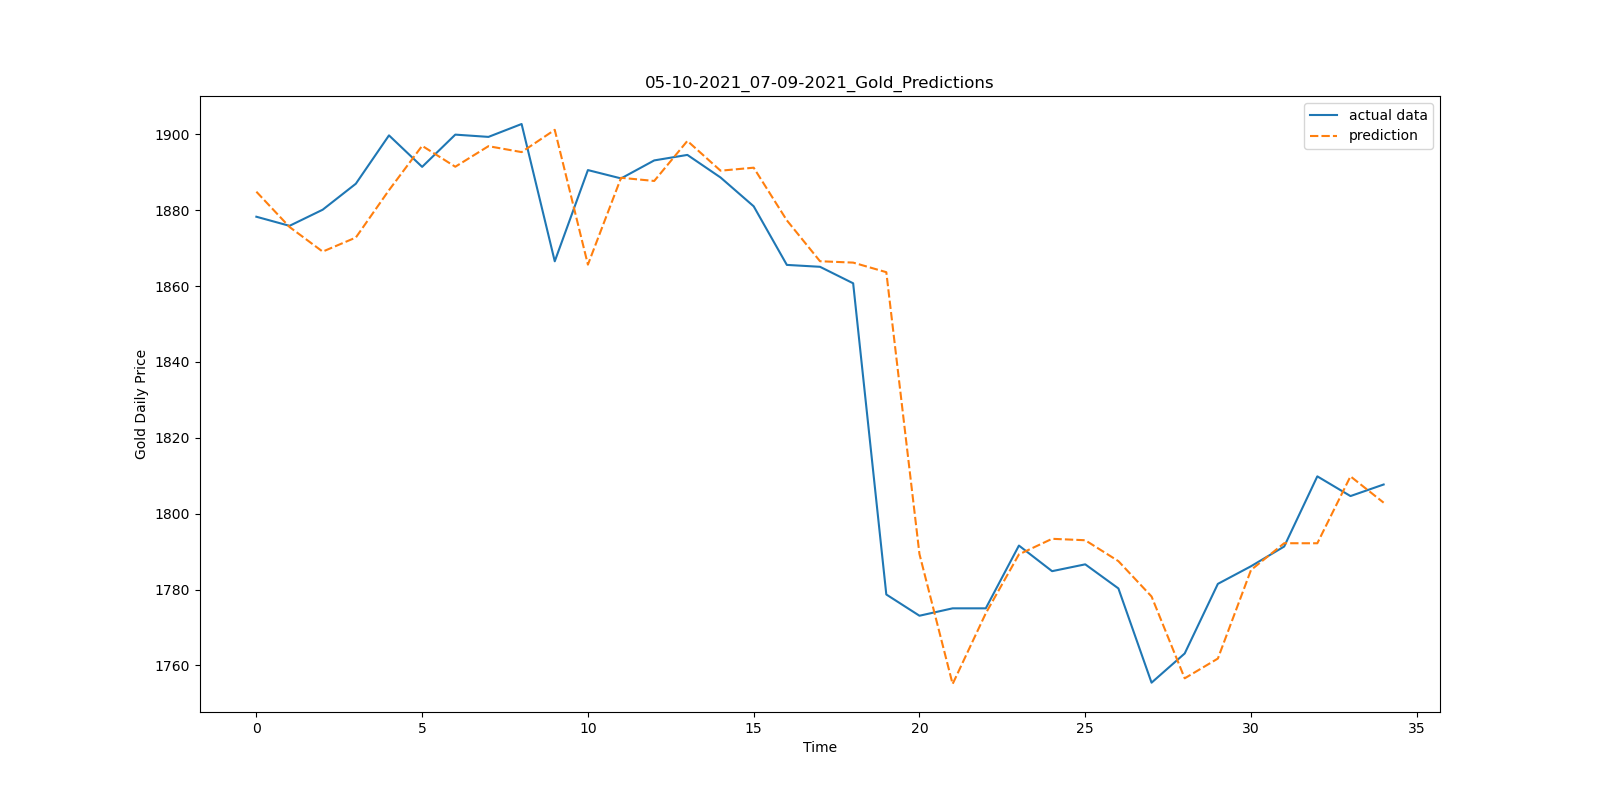 05-10-2021_07-09-2021_Gold_Predictions
actual data
prediction
1900
1880
1860
1840
1820
1800
1780
1760
Gold Daily Price
0 5 10 15 20 25 30 35
Time